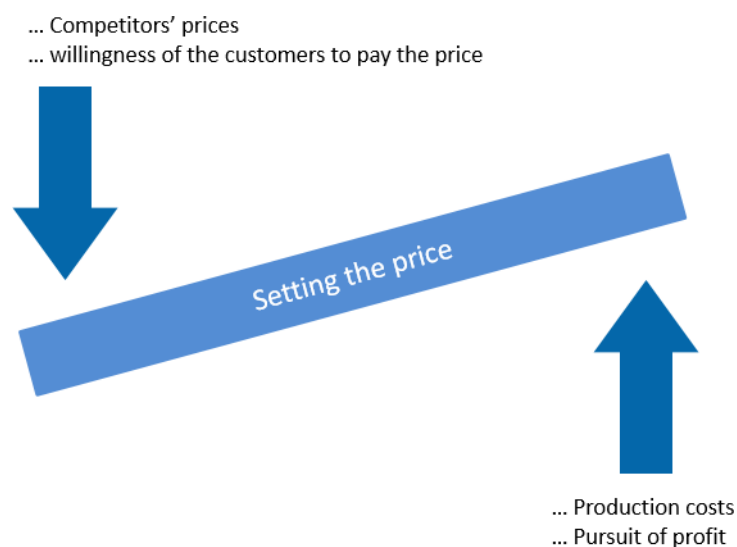 ... Competitors’ prices
... willingness of the customers to pay the price
Setting the price
... Production costs
... Pursuit of profit